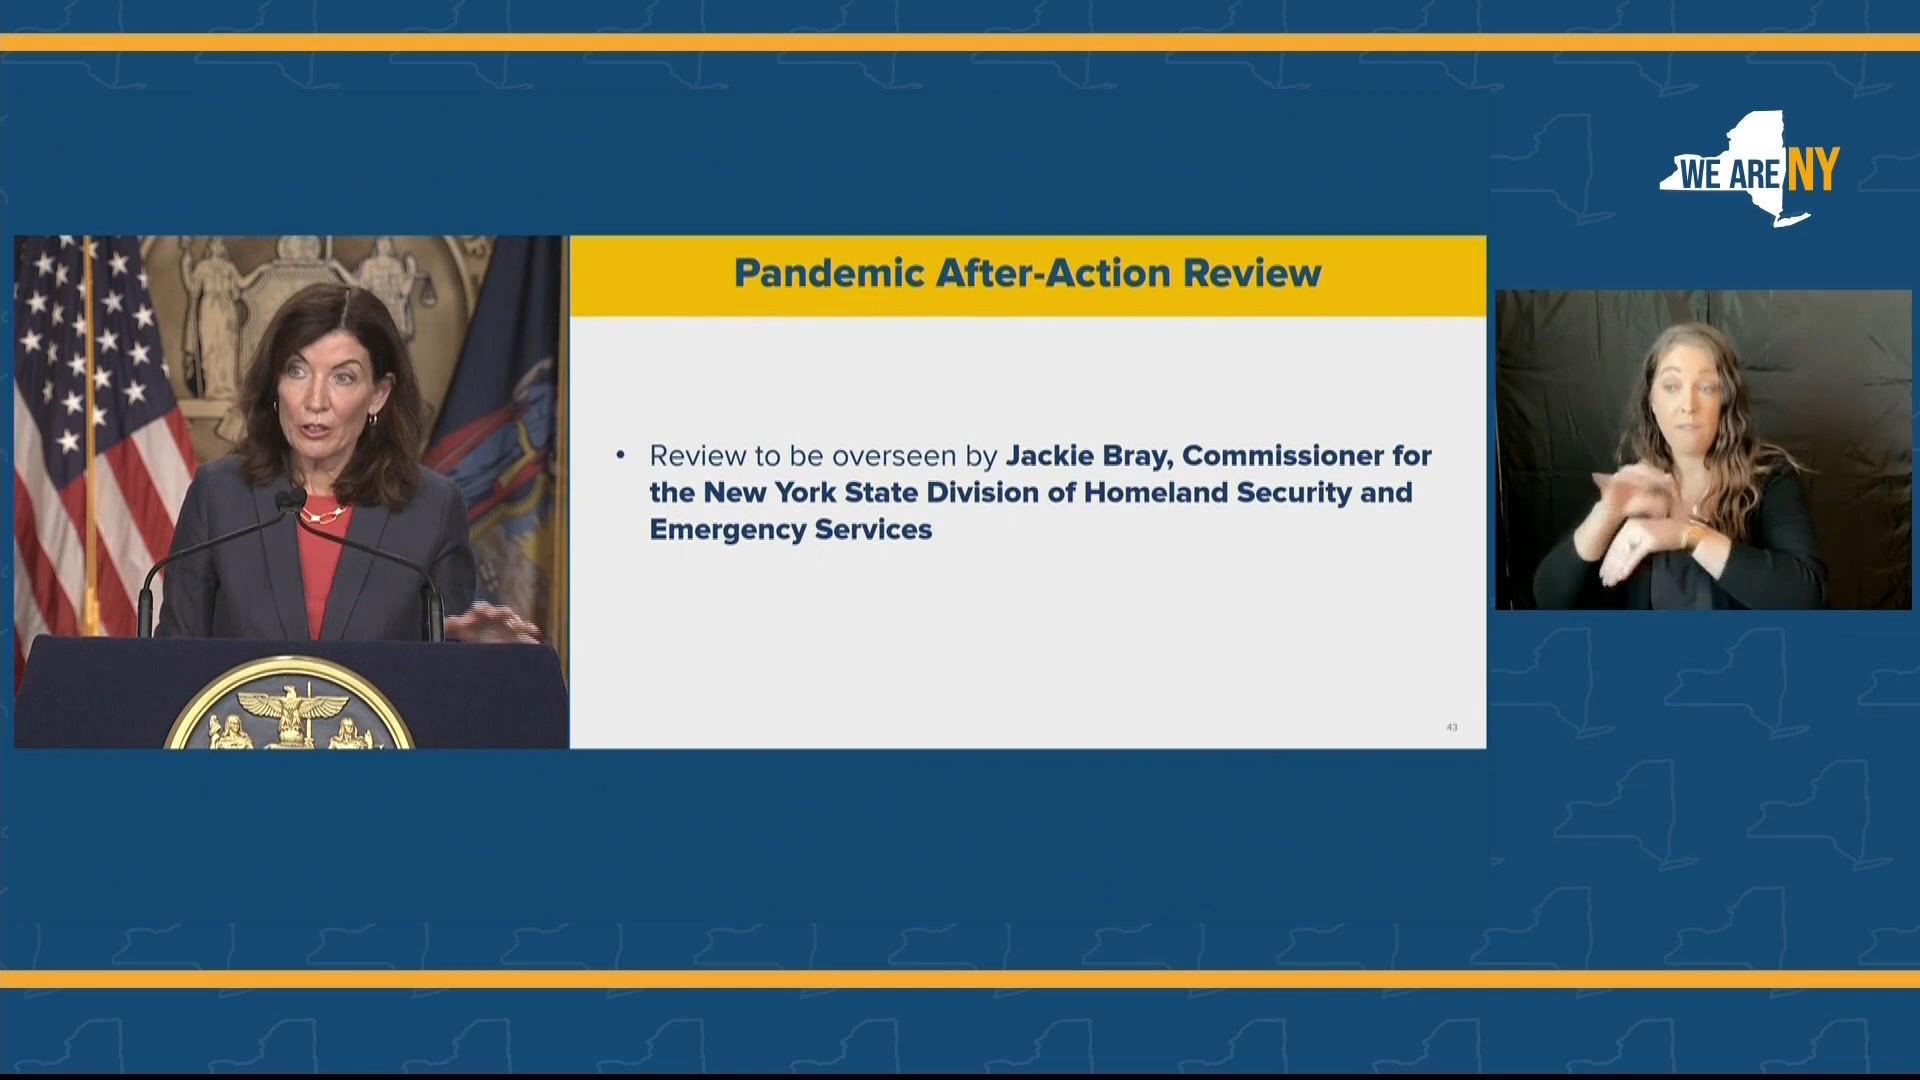 WE ARE NY
Pandemic After-Action Review
• Review to be overseen by Jackie Bray, Commissioner for
the New York State Division of Homeland Security and
Emergency Services
43